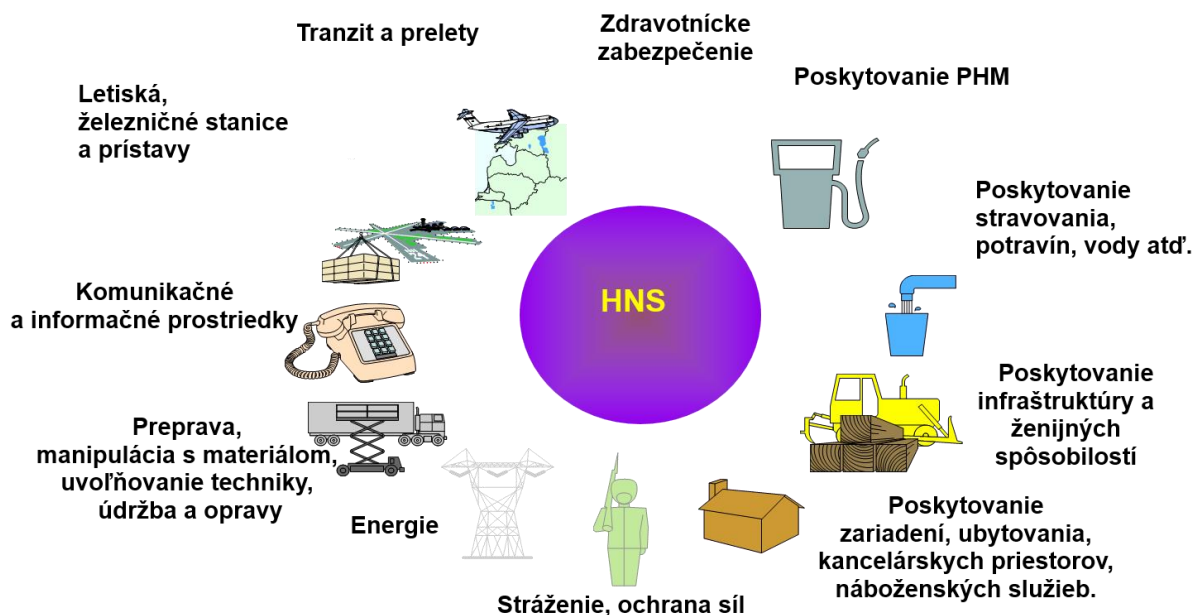 Tranzit a prelety
Zdravotnícke
zabezpečenie
Poskytovanie PHM
Letiská,
železničné stanice
a prístavy
Poskytovanie
stravovania,
potravín, vody atď.
HNS
Komunikačné
a informačné prostriedky
Poskytovanie
infraštruktúry a
ženijných
spôsobilostí
Preprava,
manipulácia s materiálom,
uvoľňovanie techniky,
údržba a opravy
Energie
Poskytovanie
zariadení, ubytovania,
kancelárskych priestorov,
náboženských služieb.
Stráženie, ochrana síl